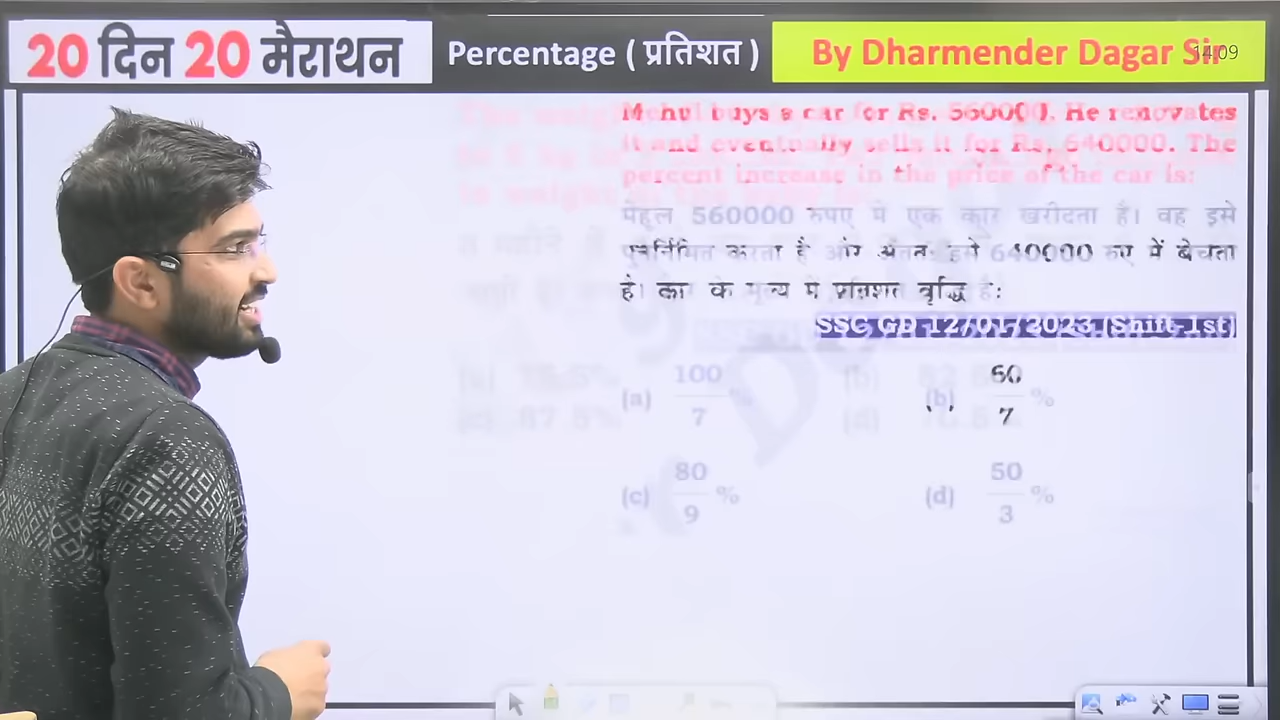 20 दिन 20 मैराथन
Percentage ( प्रतिशत )
By Dharmender Dagar Sir
14:09
Mehul buys a car for Rs. 560000. He renovates
it and eventually sells it for Rs. 640000. The
percent increase in the price of the car is:
मेहुल 560000 रुपए में एक कार खरीदता है। वह इसे
पुनर्निमित करता है और अंततः इसे 640000 रुपए में बेचता
है। कार के मूल्य में प्रतिशत वृद्धि है:
SSC GD 12/01/2023 (Shift-1st)
(a) 100/7 % (b) 60/7 %
(c) 80/9 % (d) 50/3 %